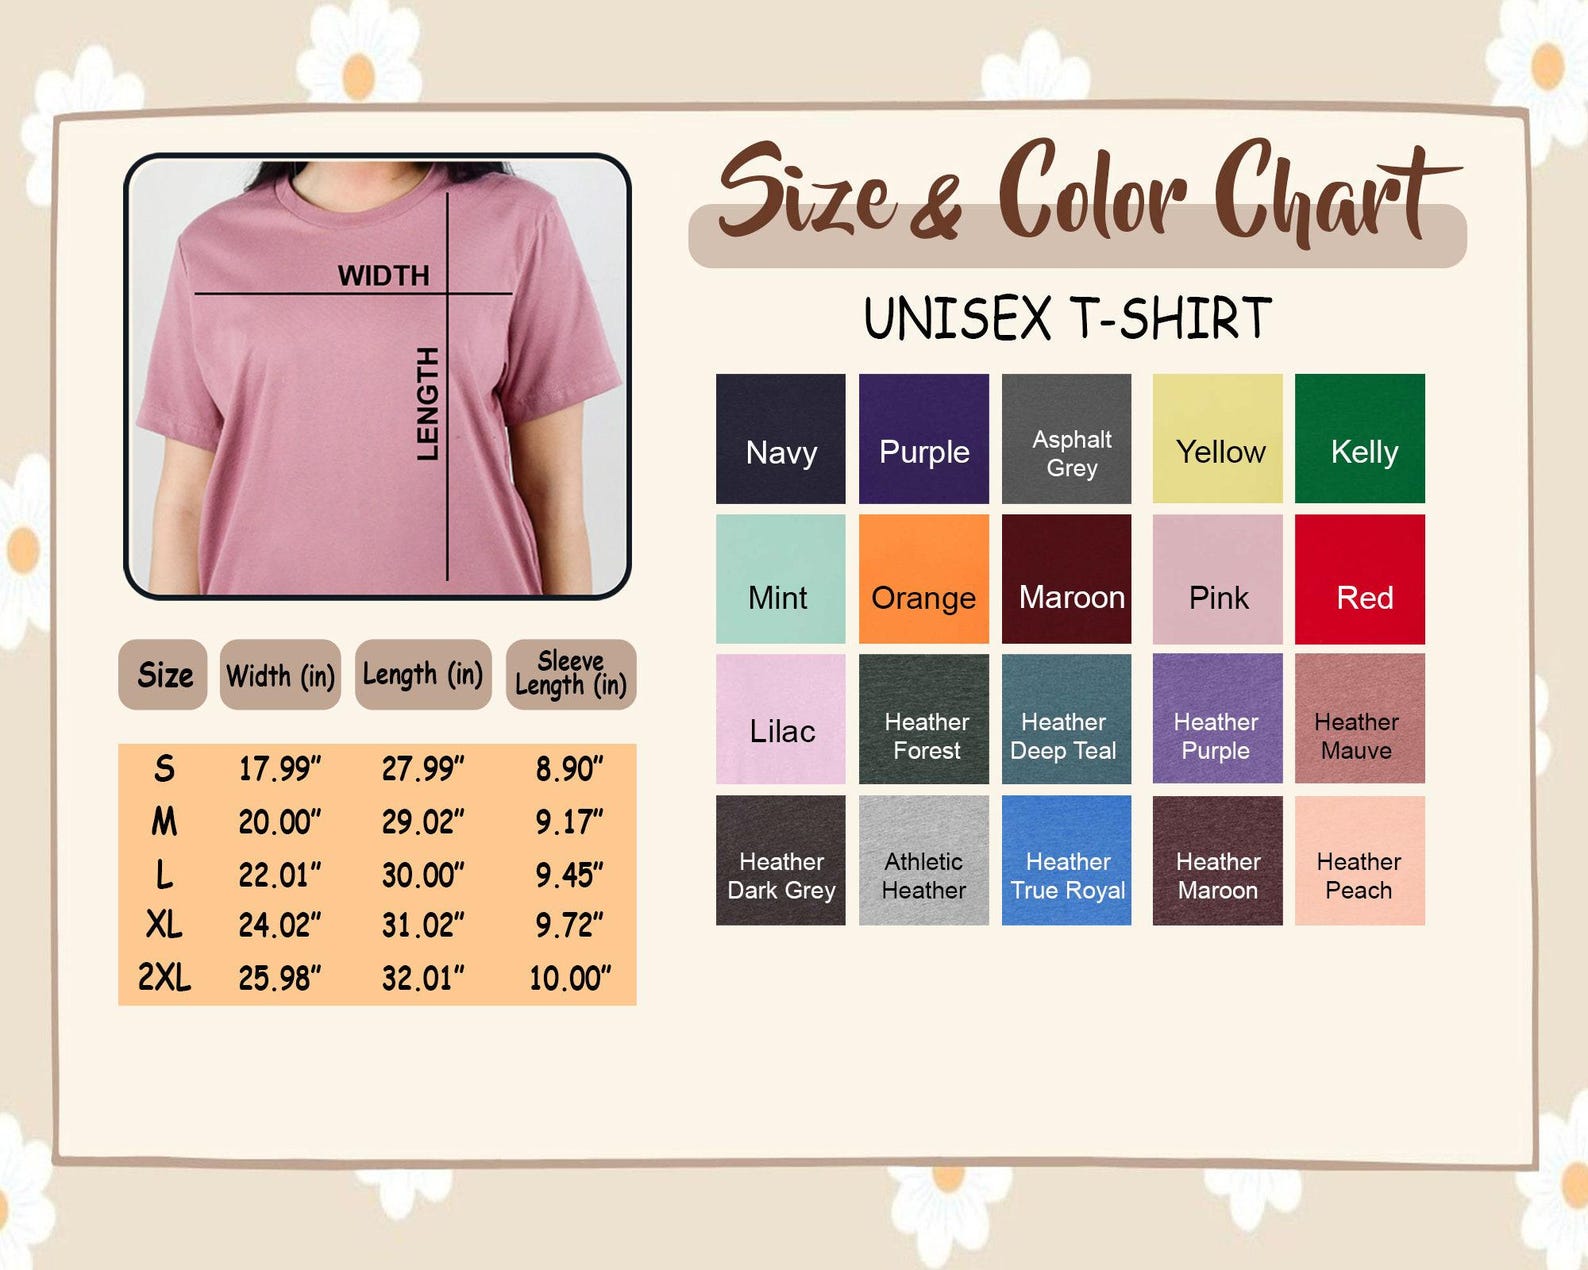 Size & Color Chart
UNISEX T-SHIRT
WIDTH
LENGTH
Size Width (in) Length (in) Sleeve Length (in)
S 17.99" 27.99" 8.90"
M 20.00" 29.02" 9.17"
L 22.01" 30.00" 9.45"
XL 24.02" 31.02" 9.72"
2XL 25.98" 32.01" 10.00"
Navy
Purple
Asphalt
Grey
Yellow
Kelly
Mint
Orange
Maroon
Pink
Red
Lilac
Heather
Forest
Heather
Deep Teal
Heather
Purple
Heather
Mauve
Heather
Dark Grey
Athletic
Heather
Heather
True Royal
Heather
Maroon
Heather
Peach